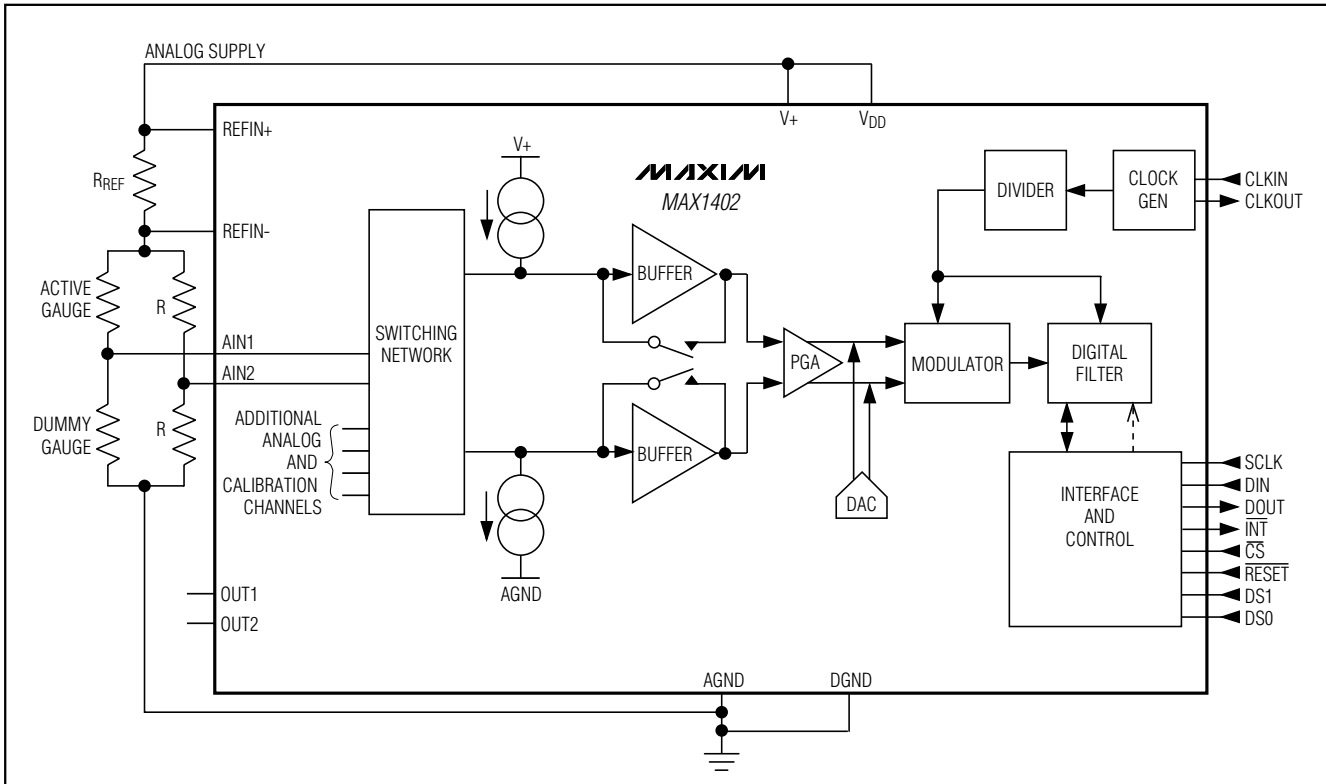 ANALOG SUPPLY
V+
VDD
REFIN+
RREF
REFIN-
V+
MAXIM
MAX1402
DIVIDER
CLOCK
GEN
CLKIN
CLKOUT
ACTIVE
GAUGE
R
AIN1
AIN2
SWITCHING
NETWORK
BUFFER
PGA
MODULATOR
DIGITAL
FILTER
DUMMY
GAUGE
R
ADDITIONAL
ANALOG
AND
CALIBRATION
CHANNELS
BUFFER
DAC
INTERFACE
AND
CONTROL
SCLK
DIN
DOUT
INT
CS
RESET
DS1
DS0
AGND
OUT1
OUT2
AGND
DGND